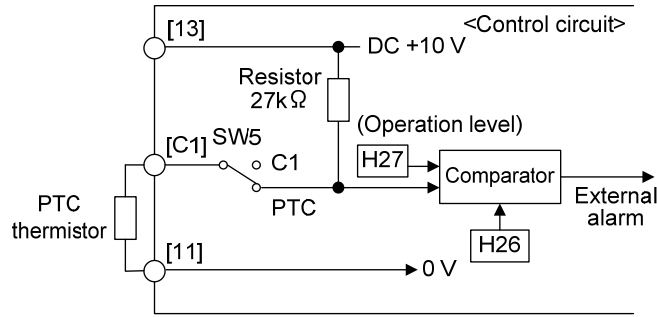 [13]
<Control circuit>
DC +10 V
Resistor
27kΩ
(Operation level)
[C1]
SW5
C1
H27
Comparator
PTC
External
alarm
PTC
thermistor
H26
[11]
0 V